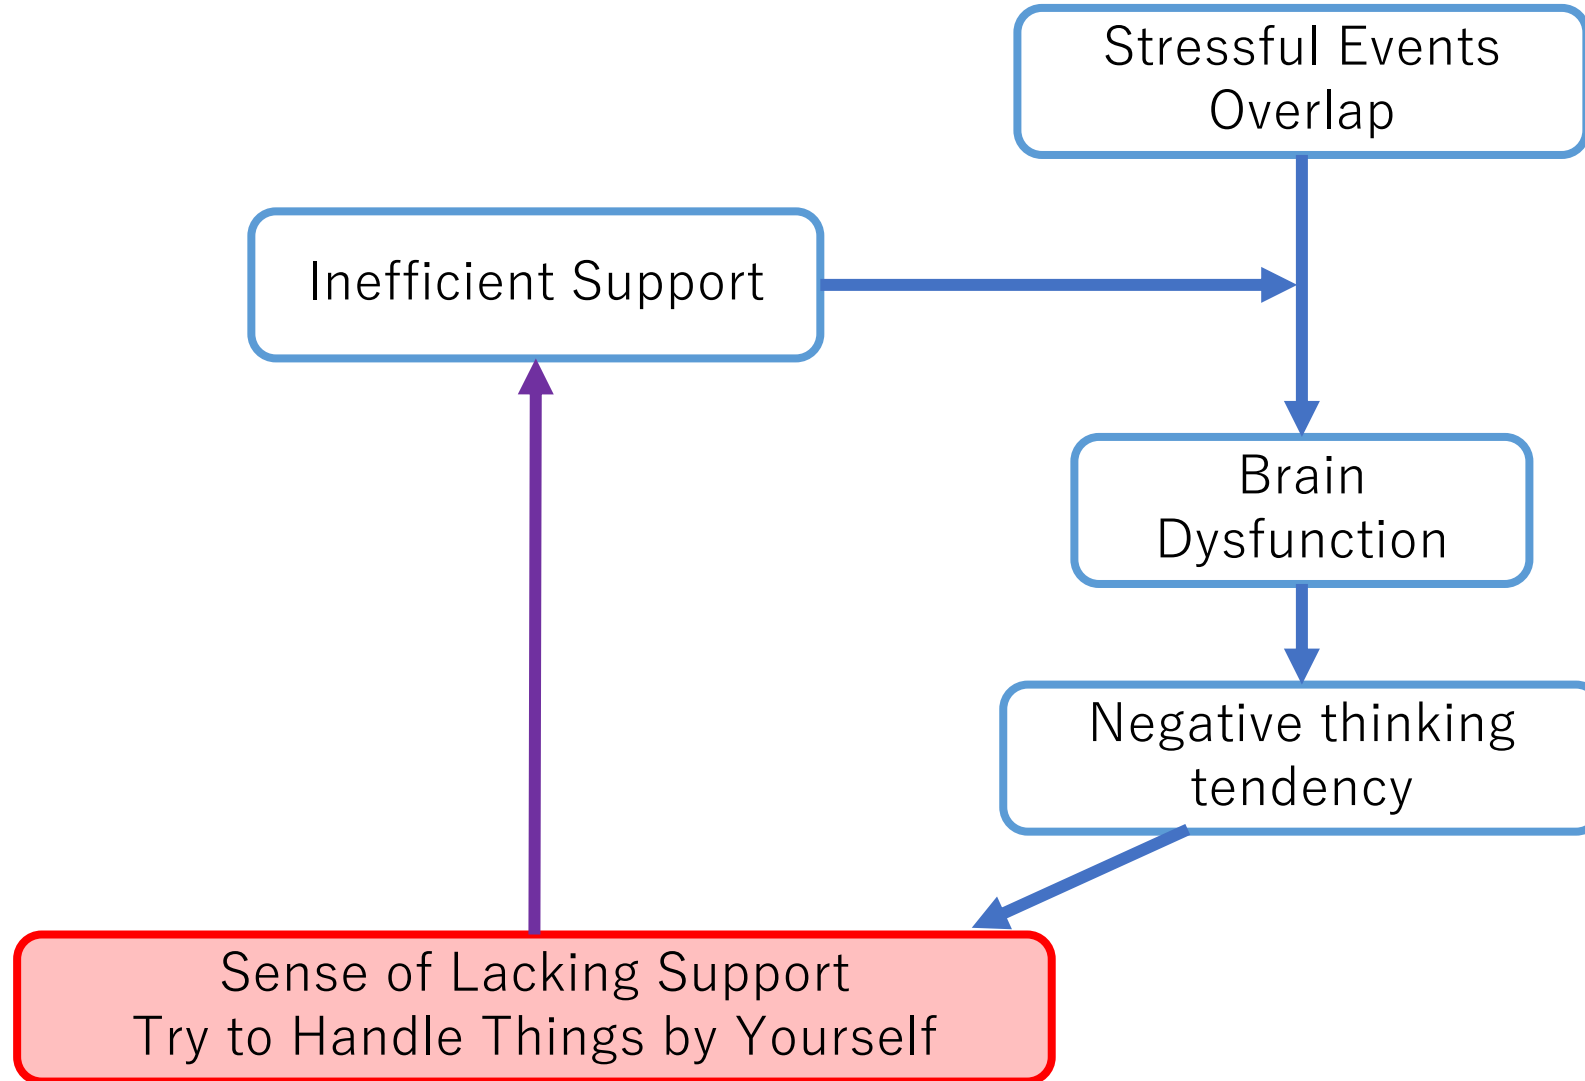 Stressful Events
Overlap
Inefficient Support
Brain
Dysfunction
Negative thinking
tendency
Sense of Lacking Support
Try to Handle Things by Yourself